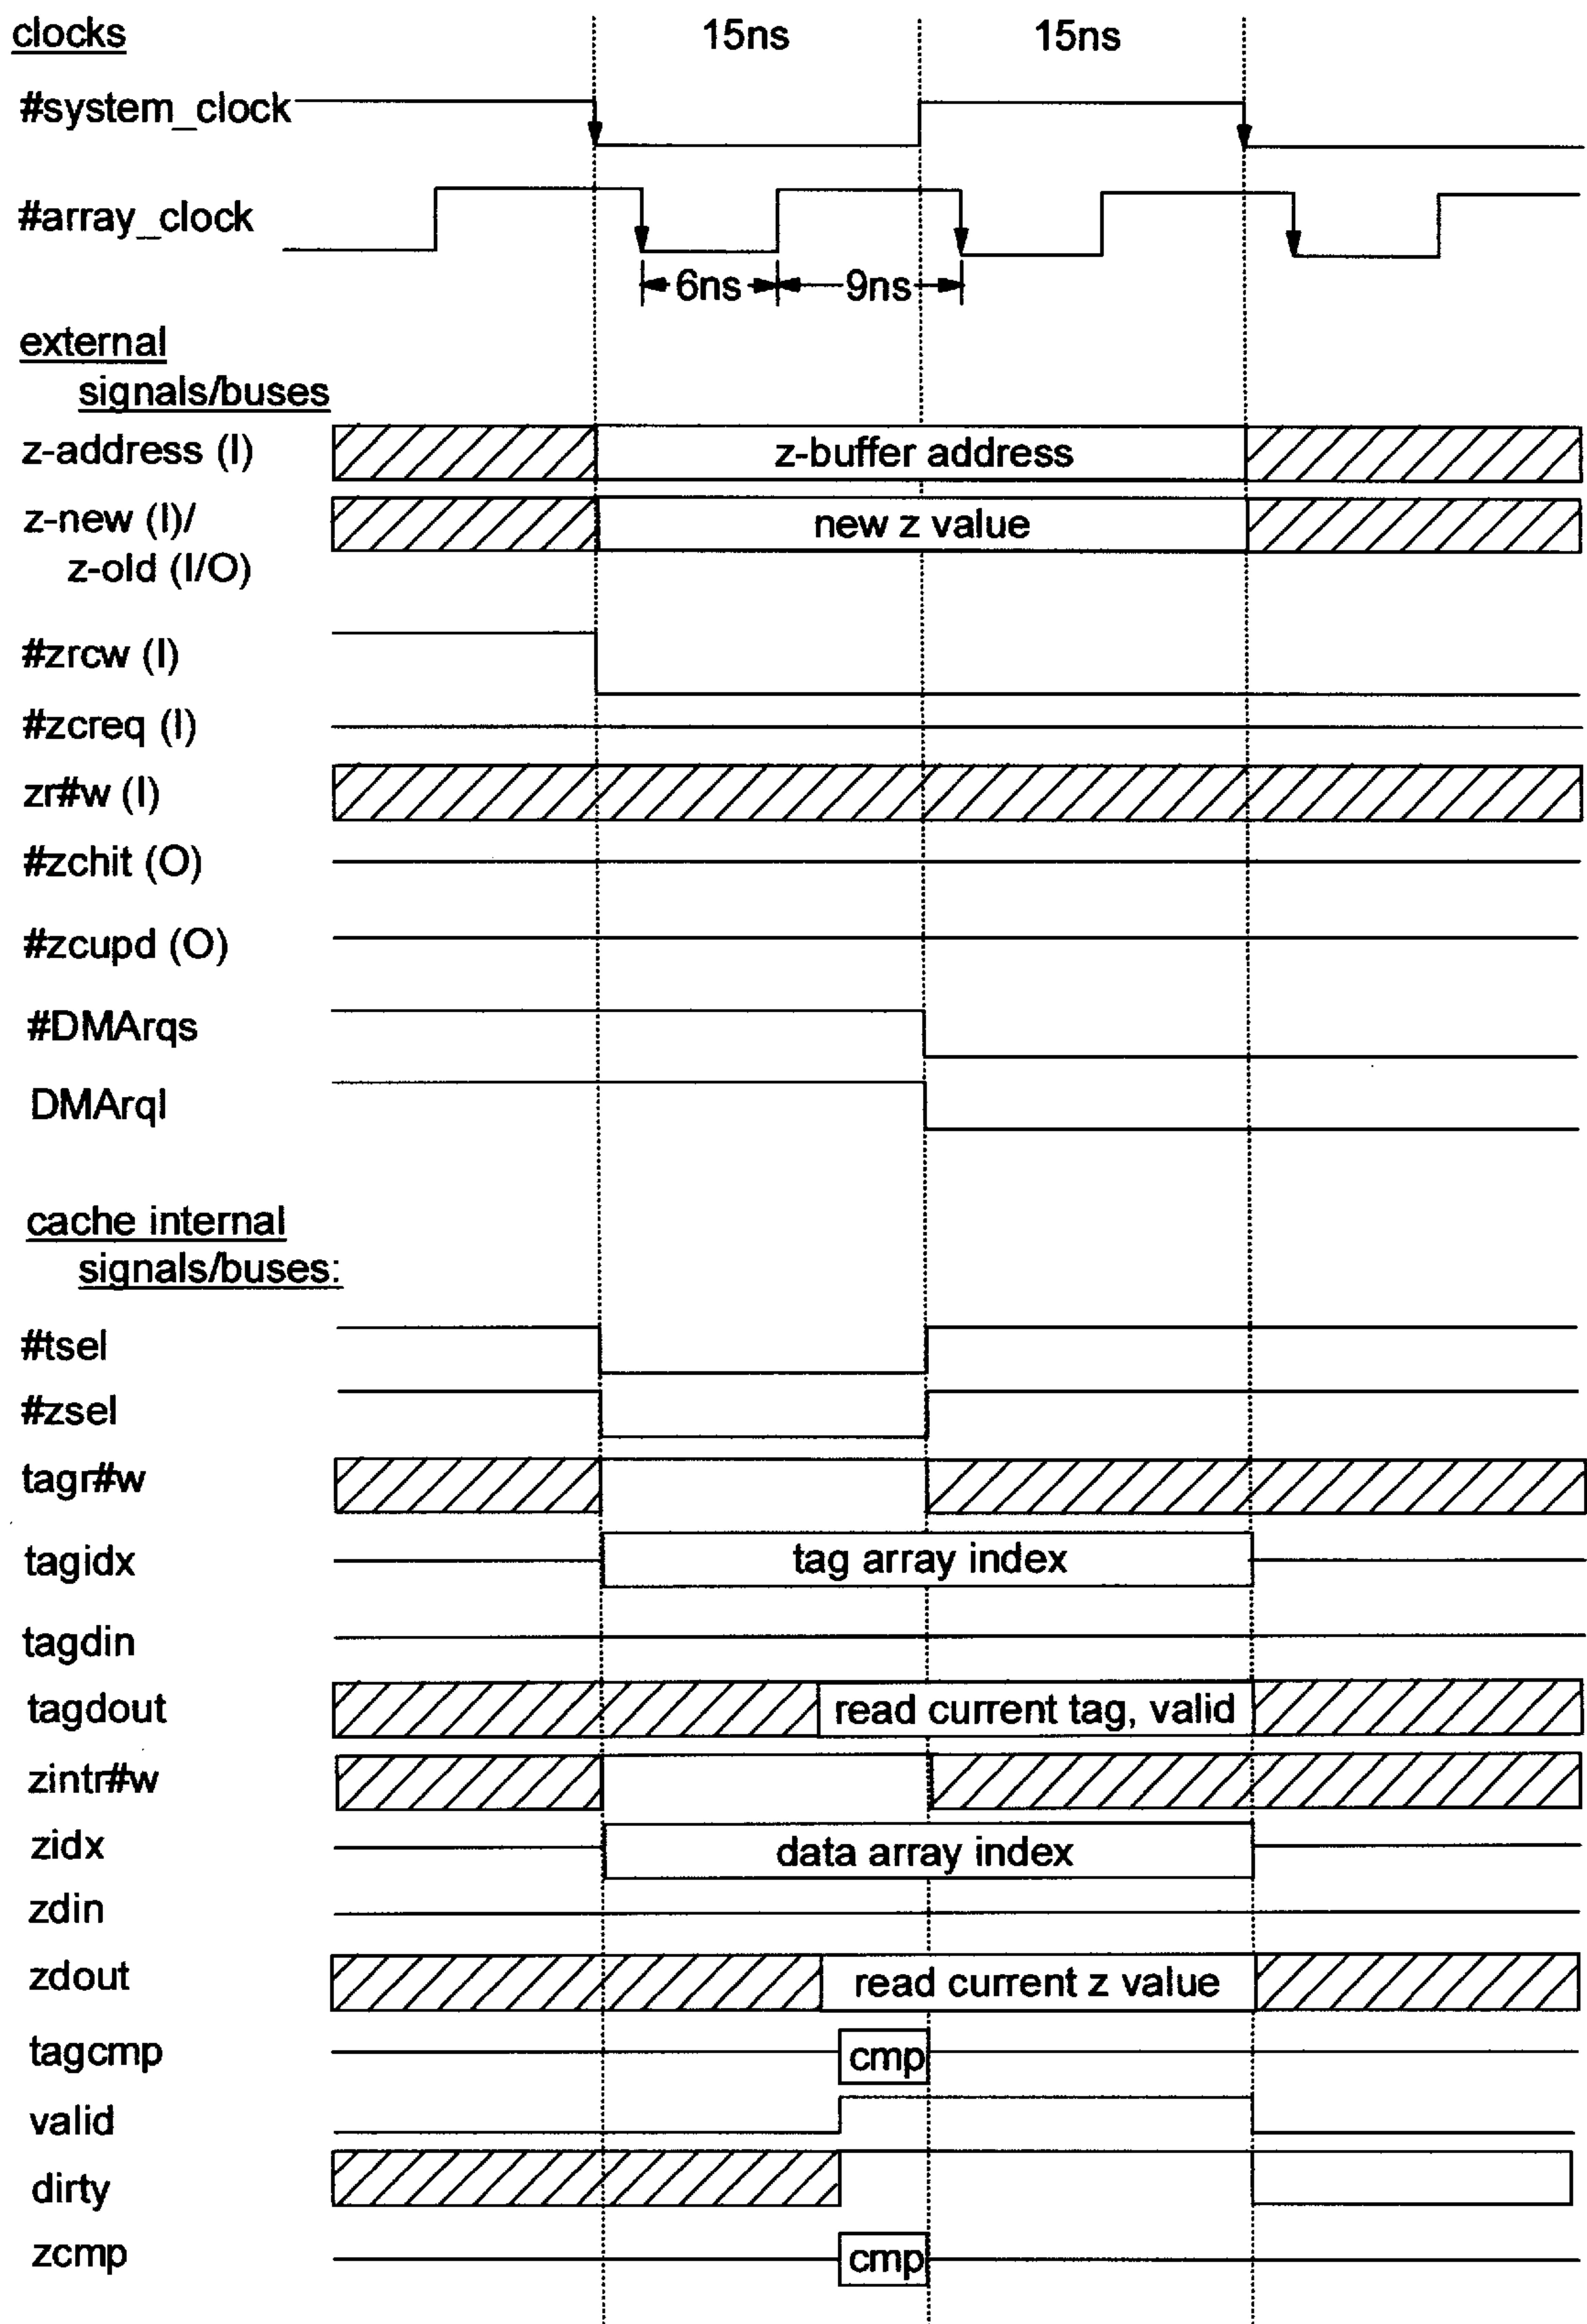 clocks
15ns 15ns
#system_clock
#array_clock
6ns 9ns
external
signals/buses
z-address (I) z-buffer address
z-new (I)/ new z value
z-old (I/O)
#zrcw (I)
#zcreq (I)
zr#w (I)
#zchit (O)
#zcupd (O)
#DMArqs
DMArql
cache internal
signals/buses:
#tsel
#zsel
tagr#w
tagidx tag array index
tagdin
tagdout read current tag, valid
zintr#w
zidx data array index
zdin
zdout read current z value
tagcmp cmp
valid
dirty
zcmp cmp